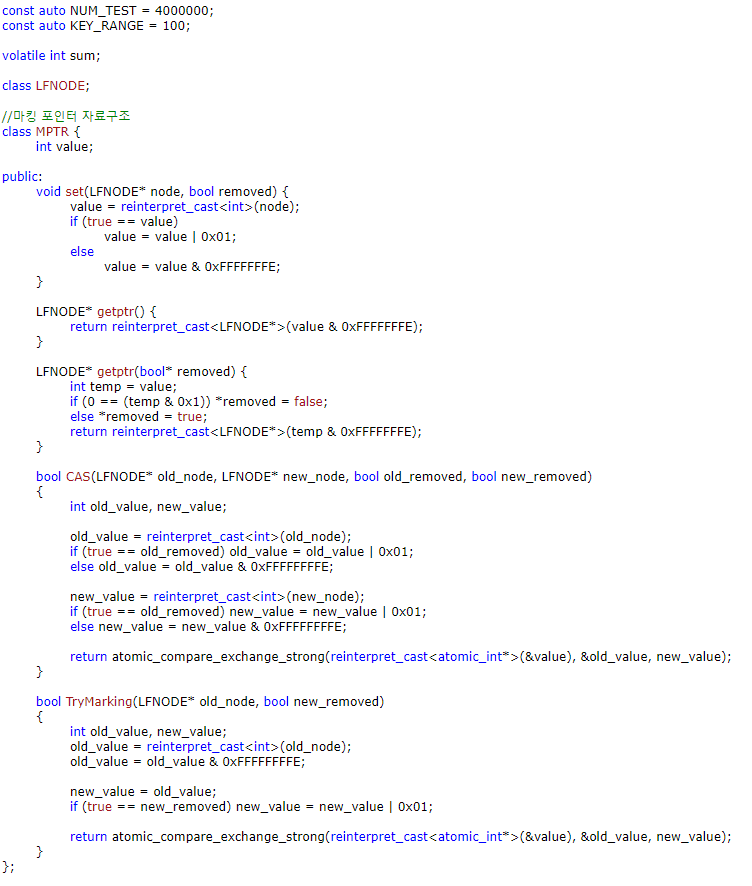 const auto NUM_TEST = 4000000;
const auto KEY_RANGE = 100;

volatile int sum;

class LFNODE;

//마킹 포인터 자료구조
class MPTR {
    int value;

public:
    void set(LFNODE* node, bool removed) {
        value = reinterpret_cast<int>(node);
        if (true == value)
            value = value | 0x01;
        else
            value = value & 0xFFFFFFFE;
    }

    LFNODE* getptr() {
        return reinterpret_cast<LFNODE*>(value & 0xFFFFFFFE);
    }

    LFNODE* getptr(bool* removed) {
        int temp = value;
        if (0 == (temp & 0x1)) *removed = false;
        else *removed = true;
        return reinterpret_cast<LFNODE*>(temp & 0xFFFFFFFE);
    }

    bool CAS(LFNODE* old_node, LFNODE* new_node, bool old_removed, bool new_removed)
    {
        int old_value, new_value;

        old_value = reinterpret_cast<int>(old_node);
        if (true == old_removed) old_value = old_value | 0x01;
        else old_value = old_value & 0xFFFFFFFFE;

        new_value = reinterpret_cast<int>(new_node);
        if (true == old_removed) new_value = new_value | 0x01;
        else new_value = new_value & 0xFFFFFFFFE;

        return atomic_compare_exchange_strong(reinterpret_cast<atomic_int*>(&value), &old_value, new_value);
    }

    bool TryMarking(LFNODE* old_node, bool new_removed)
    {
        int old_value, new_value;
        old_value = reinterpret_cast<int>(old_node);
        old_value = old_value & 0xFFFFFFFFE;

        new_value = old_value;
        if (true == new_removed) new_value = new_value | 0x01;

        return atomic_compare_exchange_strong(reinterpret_cast<atomic_int*>(&value), &old_value, new_value);
    }
};